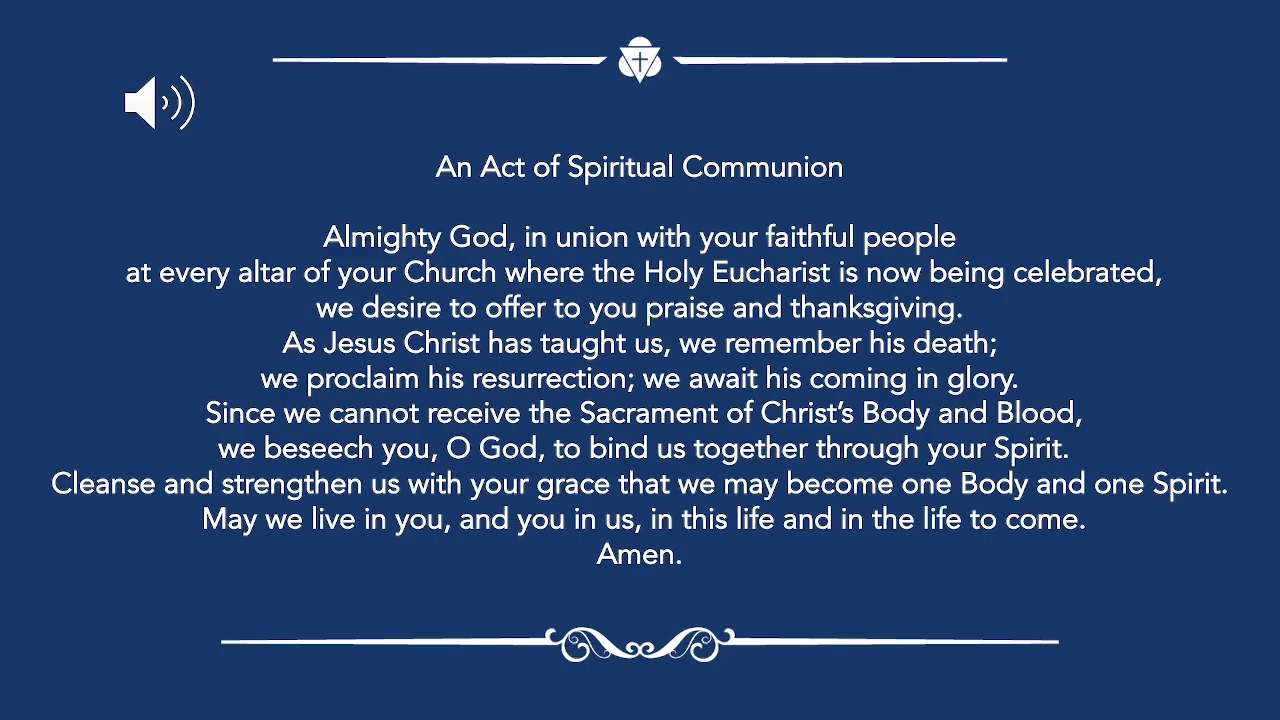 An Act of Spiritual Communion
Almighty God, in union with your faithful people
at every altar of your Church where the Holy Eucharist is now being celebrated,
we desire to offer to you praise and thanksgiving.
As Jesus Christ has taught us, we remember his death;
we proclaim his resurrection; we await his coming in glory.
Since we cannot receive the Sacrament of Christ’s Body and Blood,
we beseech you, O God, to bind us together through your Spirit.
Cleanse and strengthen us with your grace that we may become one Body and one Spirit.
May we live in you, and you in us, in this life and in the life to come.
Amen.